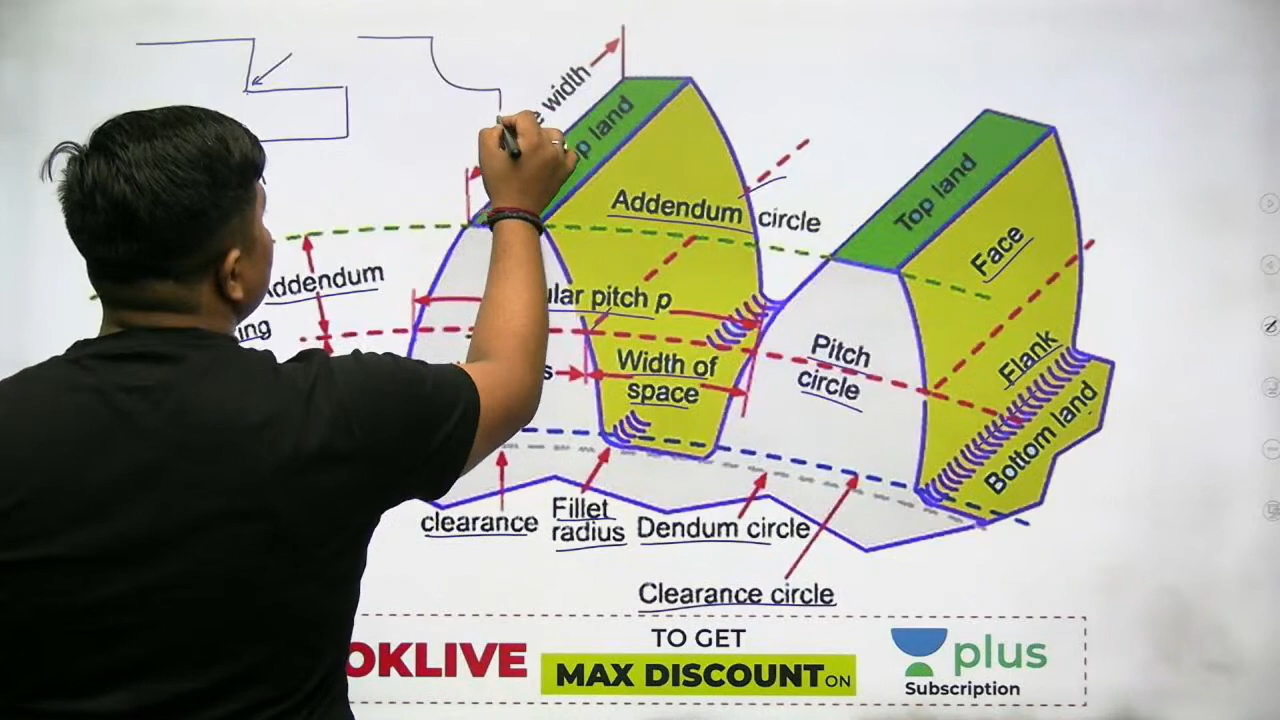 width
land
Top land
Addendum circle
Face
ddendum
ular pitch p
ing
Pitch
circle
Width of
space
s
Flank
Bottom land
clearance
Fillet
radius
Dendum circle
Clearance circle
OKLIVE
TO GET
MAX DISCOUNT ON
plus
Subscription